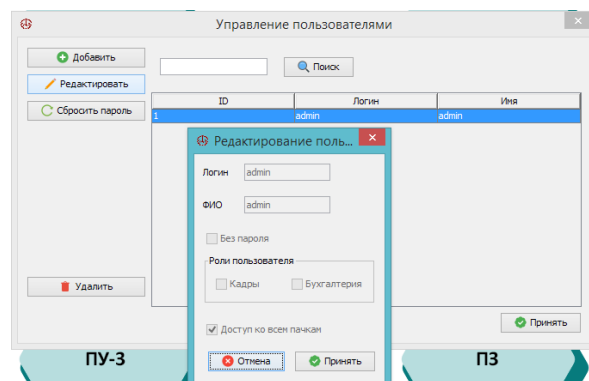 Управление пользователями
Добавить
Поиск
Редактировать
Сбросить пароль
ID Логин Имя
1 admin admin
Редактирование поль...
Логин admin
ФИО admin
Без пароля
Роли пользователя
Кадры Бухгалтерия
Удалить
Доступ ко всем пачкам
Принять
Отмена Принять
ПУ-3 ПЗ